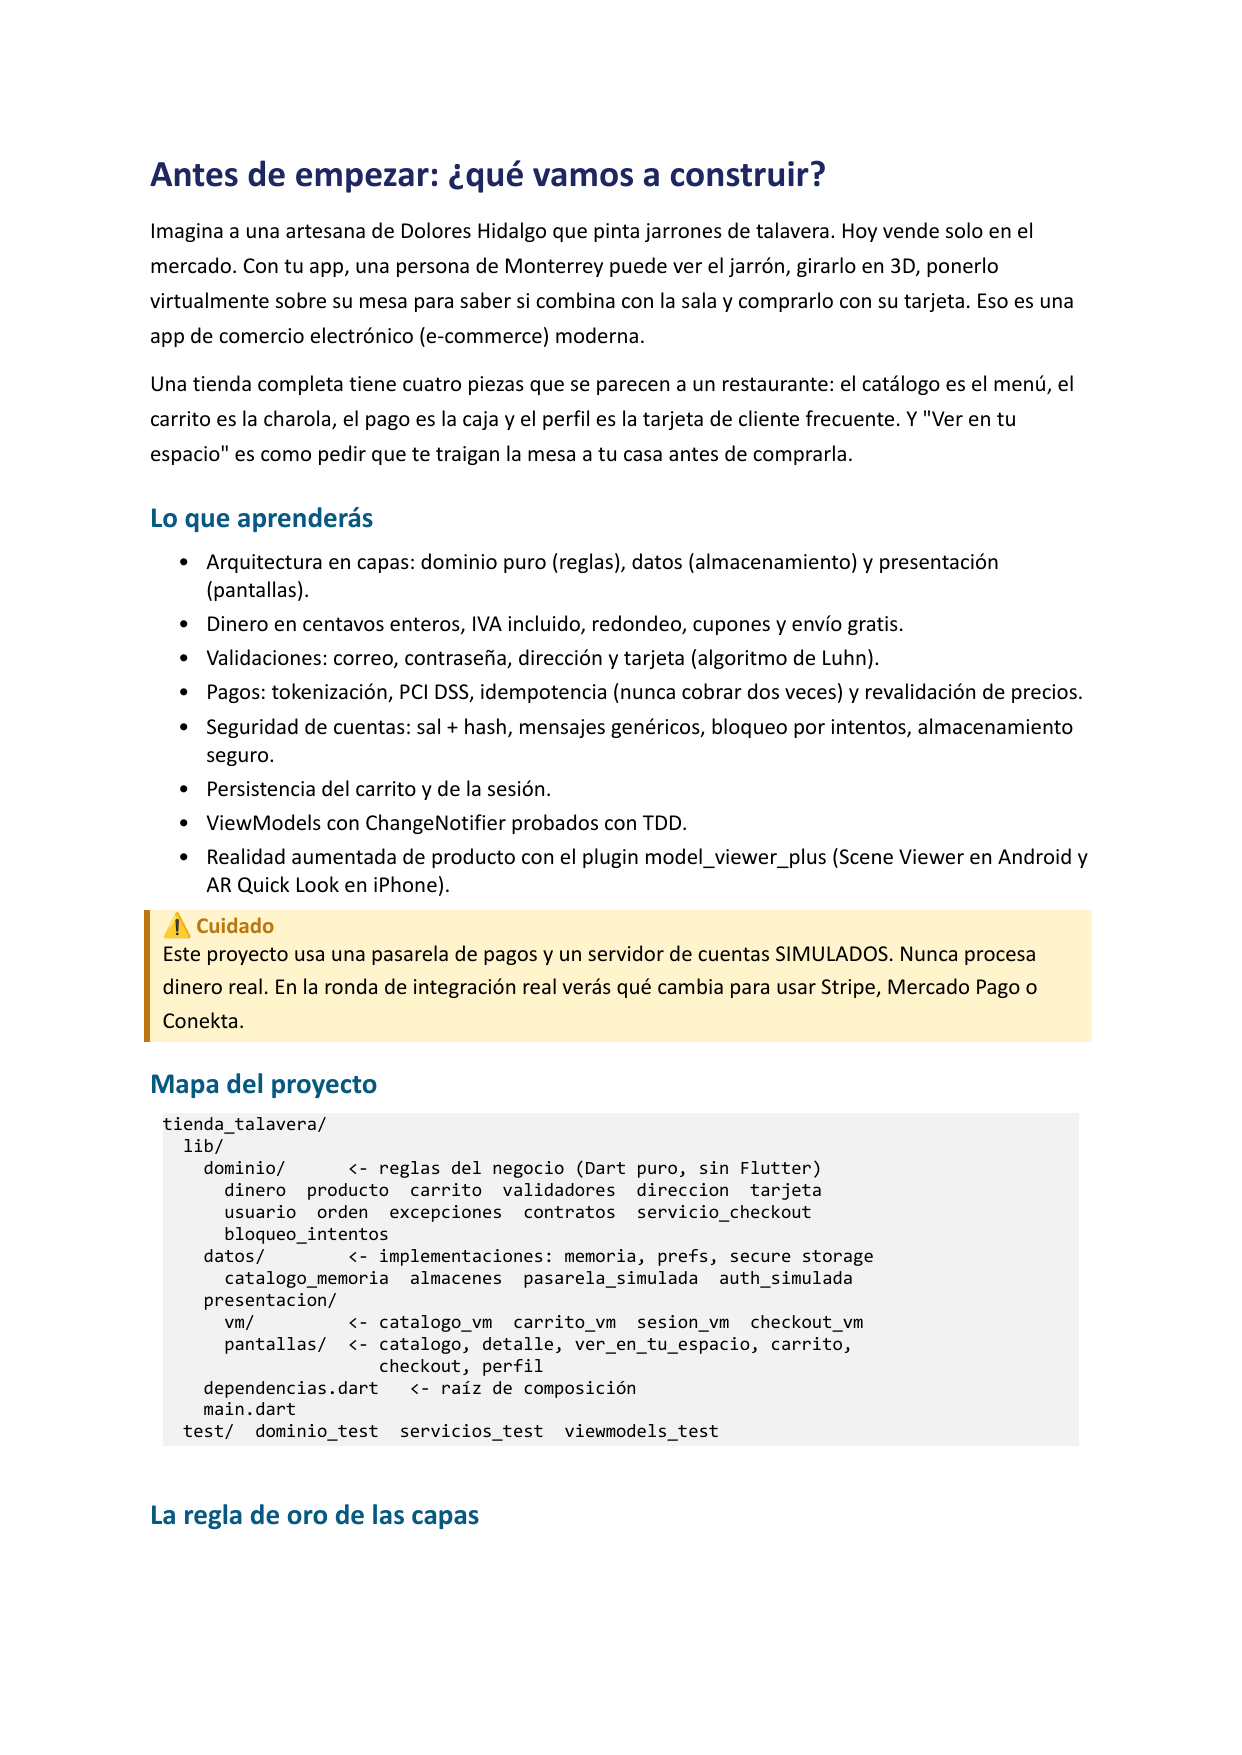 Antes de empezar: ¿qué vamos a construir?
Imagina a una artesana de Dolores Hidalgo que pinta jarrones de talavera. Hoy vende solo en el
mercado. Con tu app, una persona de Monterrey puede ver el jarrón, girarlo en 3D, ponerlo
virtualmente sobre su mesa para saber si combina con la sala y comprarlo con su tarjeta. Eso es una
app de comercio electrónico (e-commerce) moderna.
Una tienda completa tiene cuatro piezas que se parecen a un restaurante: el catálogo es el menú, el
carrito es la charola, el pago es la caja y el perfil es la tarjeta de cliente frecuente. Y "Ver en tu
espacio" es como pedir que te traigan la mesa a tu casa antes de comprarla.
Lo que aprenderás
• Arquitectura en capas: dominio puro (reglas), datos (almacenamiento) y presentación
(pantallas).
• Dinero en centavos enteros, IVA incluido, redondeo, cupones y envío gratis.
• Validaciones: correo, contraseña, dirección y tarjeta (algoritmo de Luhn).
• Pagos: tokenización, PCI DSS, idempotencia (nunca cobrar dos veces) y revalidación de precios.
• Seguridad de cuentas: sal + hash, mensajes genéricos, bloqueo por intentos, almacenamiento
seguro.
• Persistencia del carrito y de la sesión.
• ViewModels con ChangeNotifier probados con TDD.
• Realidad aumentada de producto con el plugin model_viewer_plus (Scene Viewer en Android y
AR Quick Look en iPhone).
⚠️ Cuidado
Este proyecto usa una pasarela de pagos y un servidor de cuentas SIMULADOS. Nunca procesa
dinero real. En la ronda de integración real verás qué cambia para usar Stripe, Mercado Pago o
Conekta.
Mapa del proyecto
tienda_talavera/
  lib/
    dominio/      <- reglas del negocio (Dart puro, sin Flutter)
      dinero  producto  carrito  validadores  direccion  tarjeta
      usuario  orden  excepciones  contratos  servicio_checkout
      bloqueo_intentos
    datos/        <- implementaciones: memoria, prefs, secure storage
      catalogo_memoria  almacenes  pasarela_simulada  auth_simulada
    presentacion/
      vm/         <- catalogo_vm  carrito_vm  sesion_vm  checkout_vm
      pantallas/  <- catalogo, detalle, ver_en_tu_espacio, carrito,
                     checkout, perfil
    dependencias.dart   <- raíz de composición
    main.dart
  test/  dominio_test  servicios_test  viewmodels_test
La regla de oro de las capas